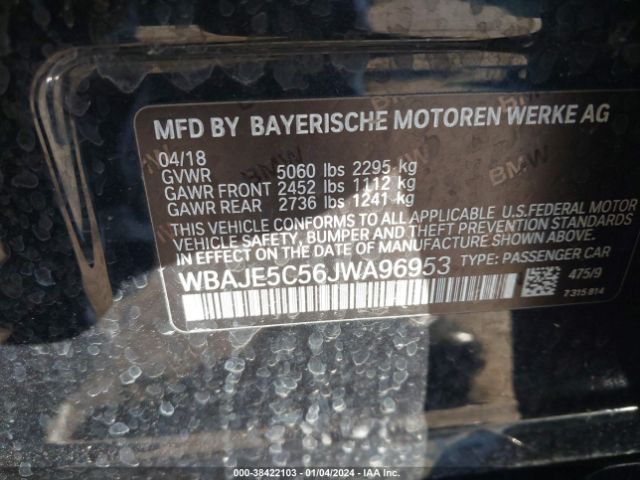 MFD BY BAYERISCHE MOTOREN WERKE AG
04/18
GVWR 5060 lbs 2295 kg
GAWR FRONT 2452 lbs 1112 kg
GAWR REAR 2736 lbs 1241 kg
THIS VEHICLE CONFORMS TO ALL APPLICABLE U.S.FEDERAL MOTOR
VEHICLE SAFETY, BUMPER AND THEFT PREVENTION STANDARDS
IN EFFECT ON THE DATE OF MANUFACTURE SHOWN ABOVE.
WBAJE5C56JWA96953 TYPE: PASSENGER CAR
475/9
7315814
000-38422103 - 01/04/2024 - IAA Inc.